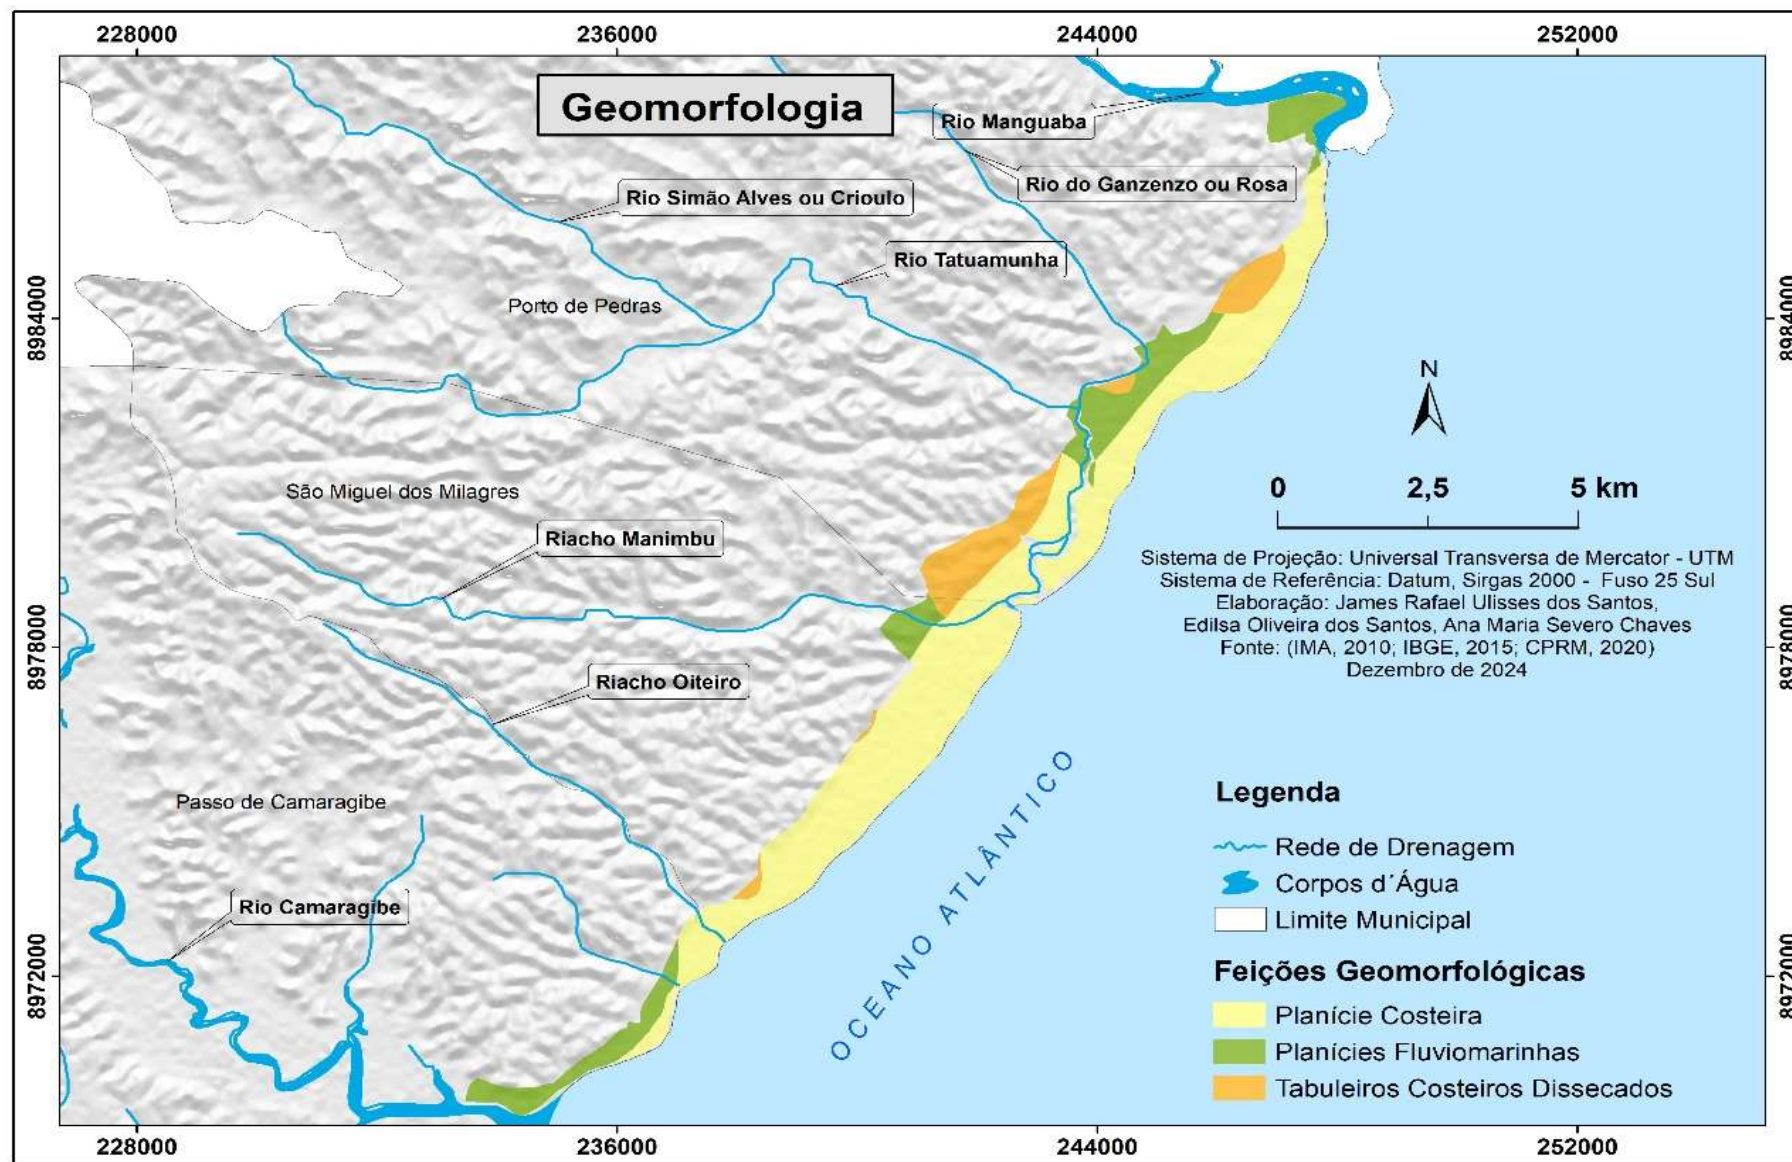 228000
236000
244000
252000
Geomorfologia
Rio Manguaba
Rio do Ganzenzo ou Rosa
Rio Simão Alves ou Crioulo
Rio Tatuamunha
Porto de Pedras
8984000
8984000
N
São Miguel dos Milagres
0 2,5 5 km
Riacho Manimbu
Sistema de Projeção: Universal Transversa de Mercator - UTM
Sistema de Referência: Datum, Sirgas 2000 - Fuso 25 Sul
Elaboração: James Rafael Ulisses dos Santos,
Edilsa Oliveira dos Santos, Ana Maria Severo Chaves
Fonte: (IMA, 2010; IBGE, 2015; CPRM, 2020)
Dezembro de 2024
8978000
8978000
Riacho Oiteiro
Passo de Camaragibe
OCEANO ATLÂNTICO
Rio Camaragibe
Legenda
Rede de Drenagem
Corpos d´Água
Limite Municipal
Feições Geomorfológicas
Planície Costeira
Planícies Fluviomarinhas
Tabuleiros Costeiros Dissecados
8972000
8972000
228000
236000
244000
252000